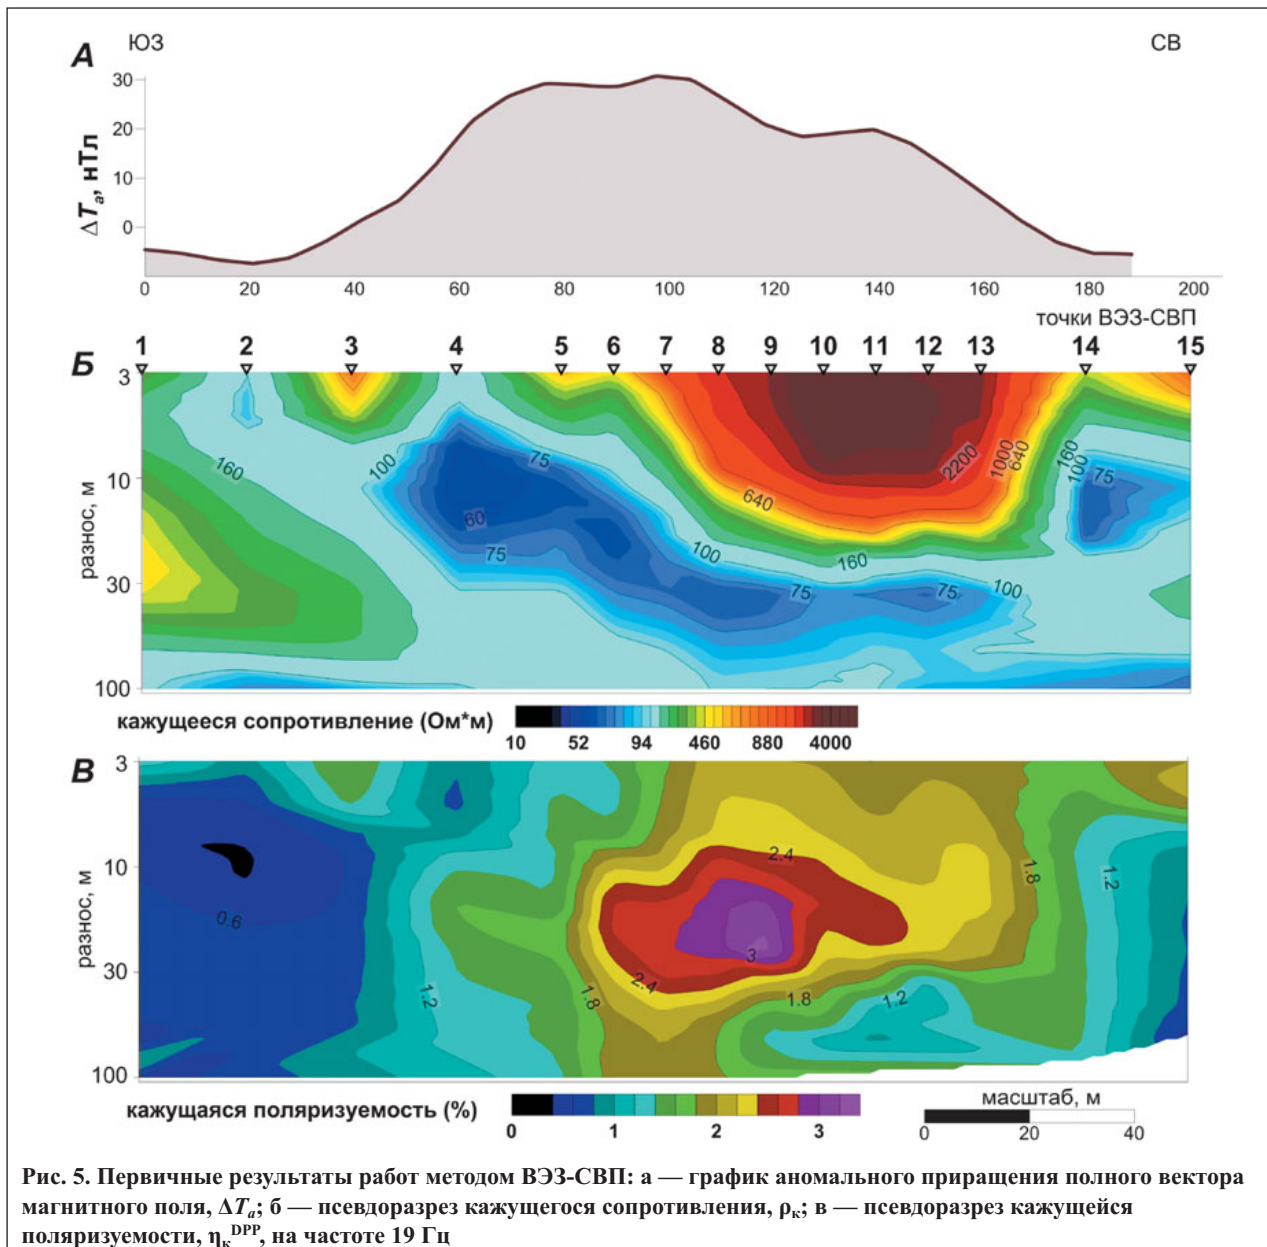 А
ЮЗ
СВ
30
20
10
0
ΔTa, нТл
0 20 40 60 80 100 120 140 160 180 200
точки ВЭЗ-СВП
Б
1 2 3 4 5 6 7 8 9 10 11 12 13 14 15
3
10
30
100
разнос, м
160
100
75
60
75
100
640
2200
1000
640
160
100
75
160
75
75
100
кажущееся сопротивление (Ом*м)
10 52 94 460 880 4000
В
3
10
30
100
разнос, м
0.6
1.2
1.8
2.4
2.4
3
1.8
1.2
1.8
1.2
кажущаяся поляризуемость (%)
0 1 2 3
масштаб, м
0 20 40
Рис. 5. Первичные результаты работ методом ВЭЗ-СВП: а — график аномального приращения полного вектора
магнитного поля, ΔTa; б — псевдоразрез кажущегося сопротивления, ρк; в — псевдоразрез кажущейся
поляризуемости, ηкDPP, на частоте 19 Гц